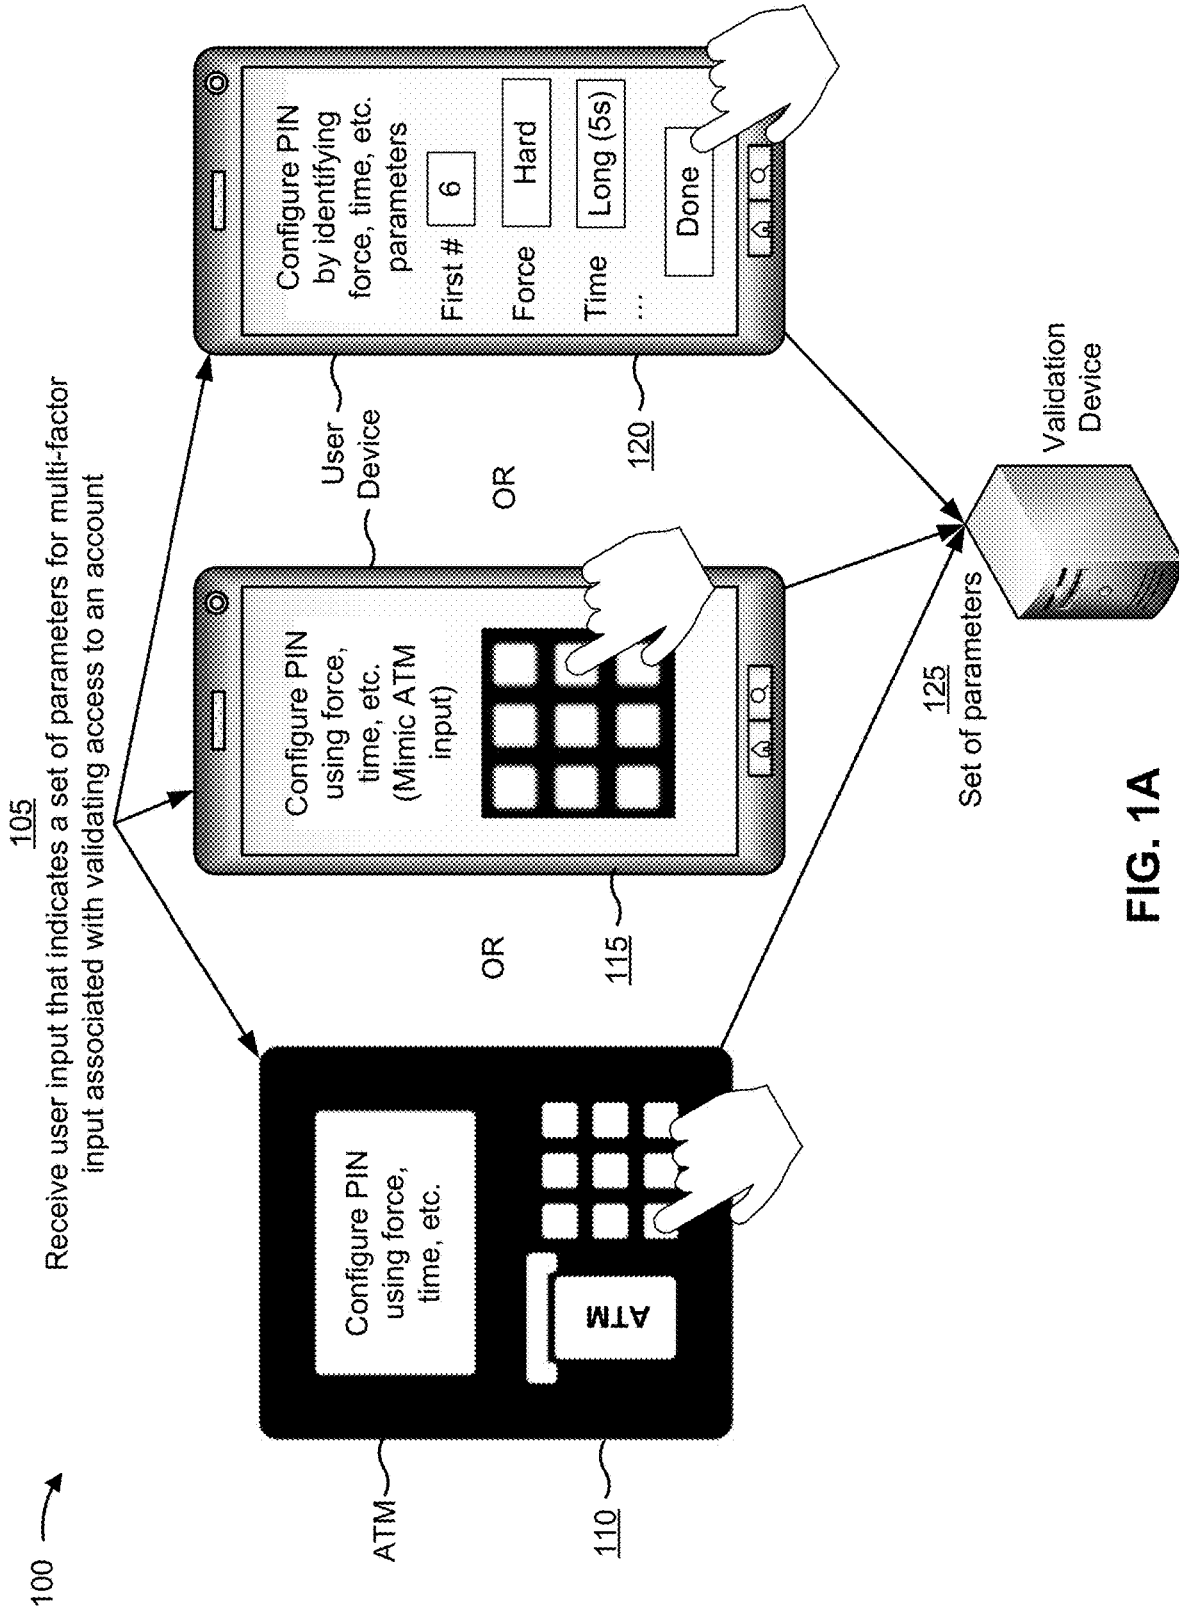 100
105
Receive user input that indicates a set of parameters for multi-factor
input associated with validating access to an account
ATM
110
Configure PIN
using force,
time, etc.
ATM
OR
115
Configure PIN
using force,
time, etc.
(Mimic ATM
input)
User
Device
OR
120
Configure PIN
by identifying
force, time, etc.
parameters
First # 6
Force Hard
Time Long (5s)
...
Done
125
Set of parameters
Validation
Device
FIG. 1A